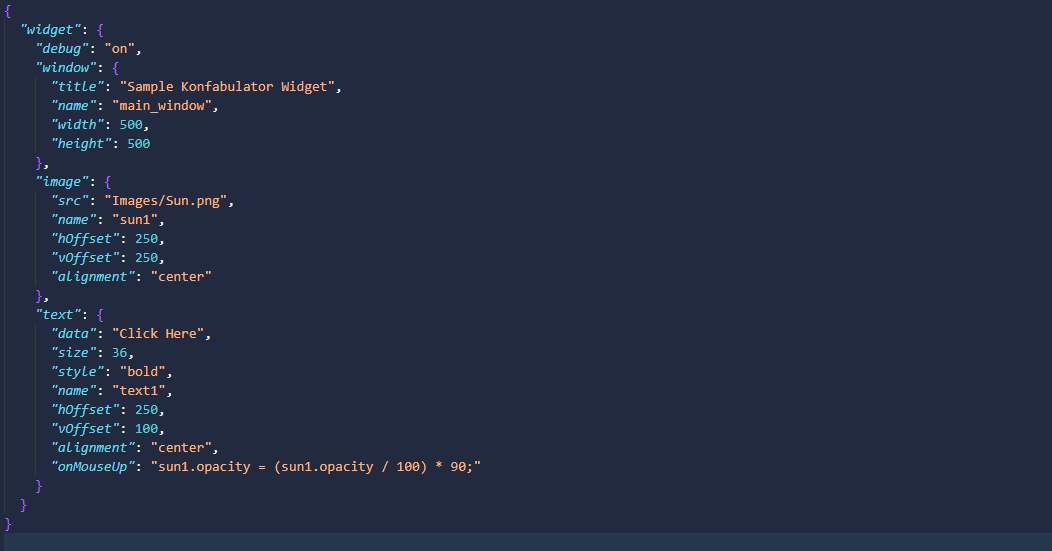 {
  "widget": {
    "debug": "on",
    "window": {
      "title": "Sample Konfabulator Widget",
      "name": "main_window",
      "width": 500,
      "height": 500
    },
    "image": {
      "src": "Images/Sun.png",
      "name": "sun1",
      "hOffset": 250,
      "vOffset": 250,
      "alignment": "center"
    },
    "text": {
      "data": "Click Here",
      "size": 36,
      "style": "bold",
      "name": "text1",
      "hOffset": 250,
      "vOffset": 100,
      "alignment": "center",
      "onMouseUp": "sun1.opacity = (sun1.opacity / 100) * 90;"
    }
  }
}